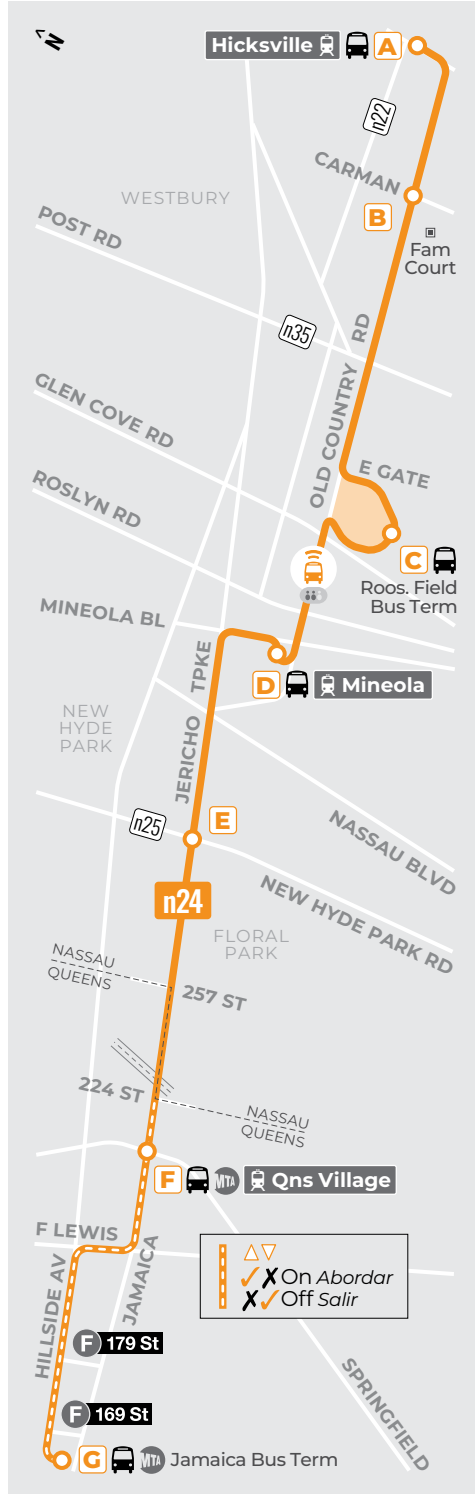 N
Hicksville A
n22
CARMAN
B
WESTBURY
POST RD
Fam
Court
n35
OLD COUNTRY RD
GLEN COVE RD
E GATE
ROSLYN RD
C
Roos. Field
Bus Term
MINEOLA BL
D Mineola
JERICHO TPKE
NEW
HYDE
PARK
n25
E
NASSAU BLVD
n24
NEW HYDE PARK RD
FLORAL
PARK
NASSAU
QUEENS
257 ST
224 ST
NASSAU
QUEENS
F MTA Qns Village
F LEWIS
HILLSIDE AV
JAMAICA
On Abordar
Off Salir
F 179 St
SPRINGFIELD
F 169 St
G MTA Jamaica Bus Term